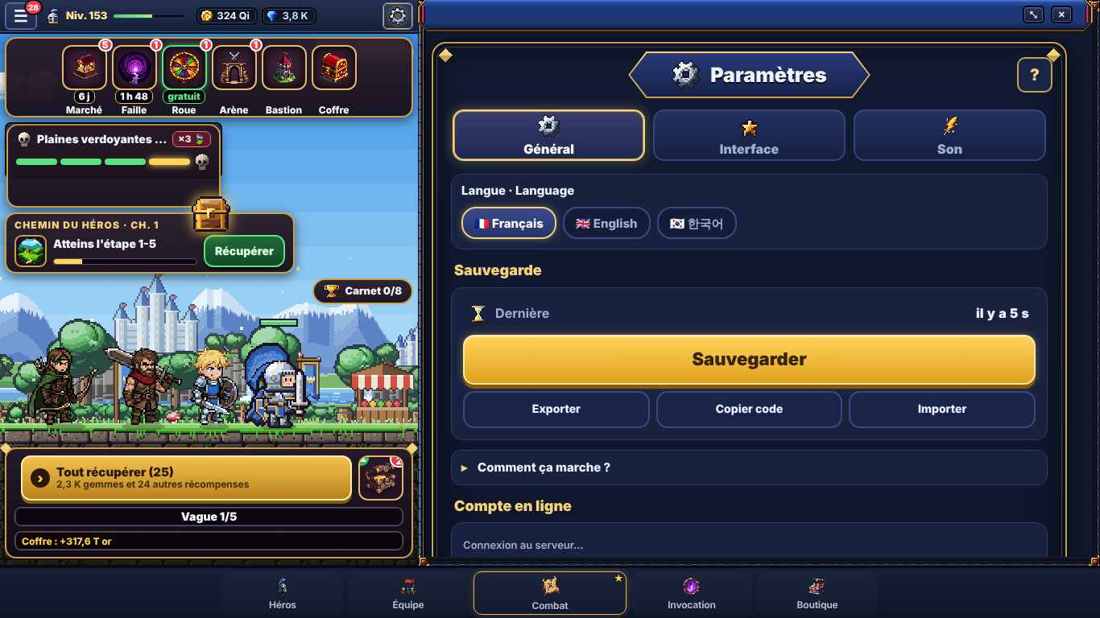 28
Niv. 153
324 Qi
3,8 K
5
1
1
1
6 j
1 h 48
gratuit
Marché
Faille
Roue
Arène
Bastion
Coffre
Plaines verdoyantes ...
×3
CHEMIN DU HÉROS · CH. 1
Atteins l'étape 1-5
Récupérer
Carnet 0/8
Tout récupérer (25)
2,3 K gemmes et 24 autres récompenses
Vague 1/5
Coffre : +317,6 T or
Paramètres
?
Général
Interface
Son
Langue · Language
🇫🇷 Français
🇬🇧 English
🇰🇷 한국어
Sauvegarde
Dernière
il y a 5 s
Sauvegarder
Exporter
Copier code
Importer
Comment ça marche ?
Compte en ligne
Connexion au serveur...
Héros
Équipe
Combat
Invocation
Boutique